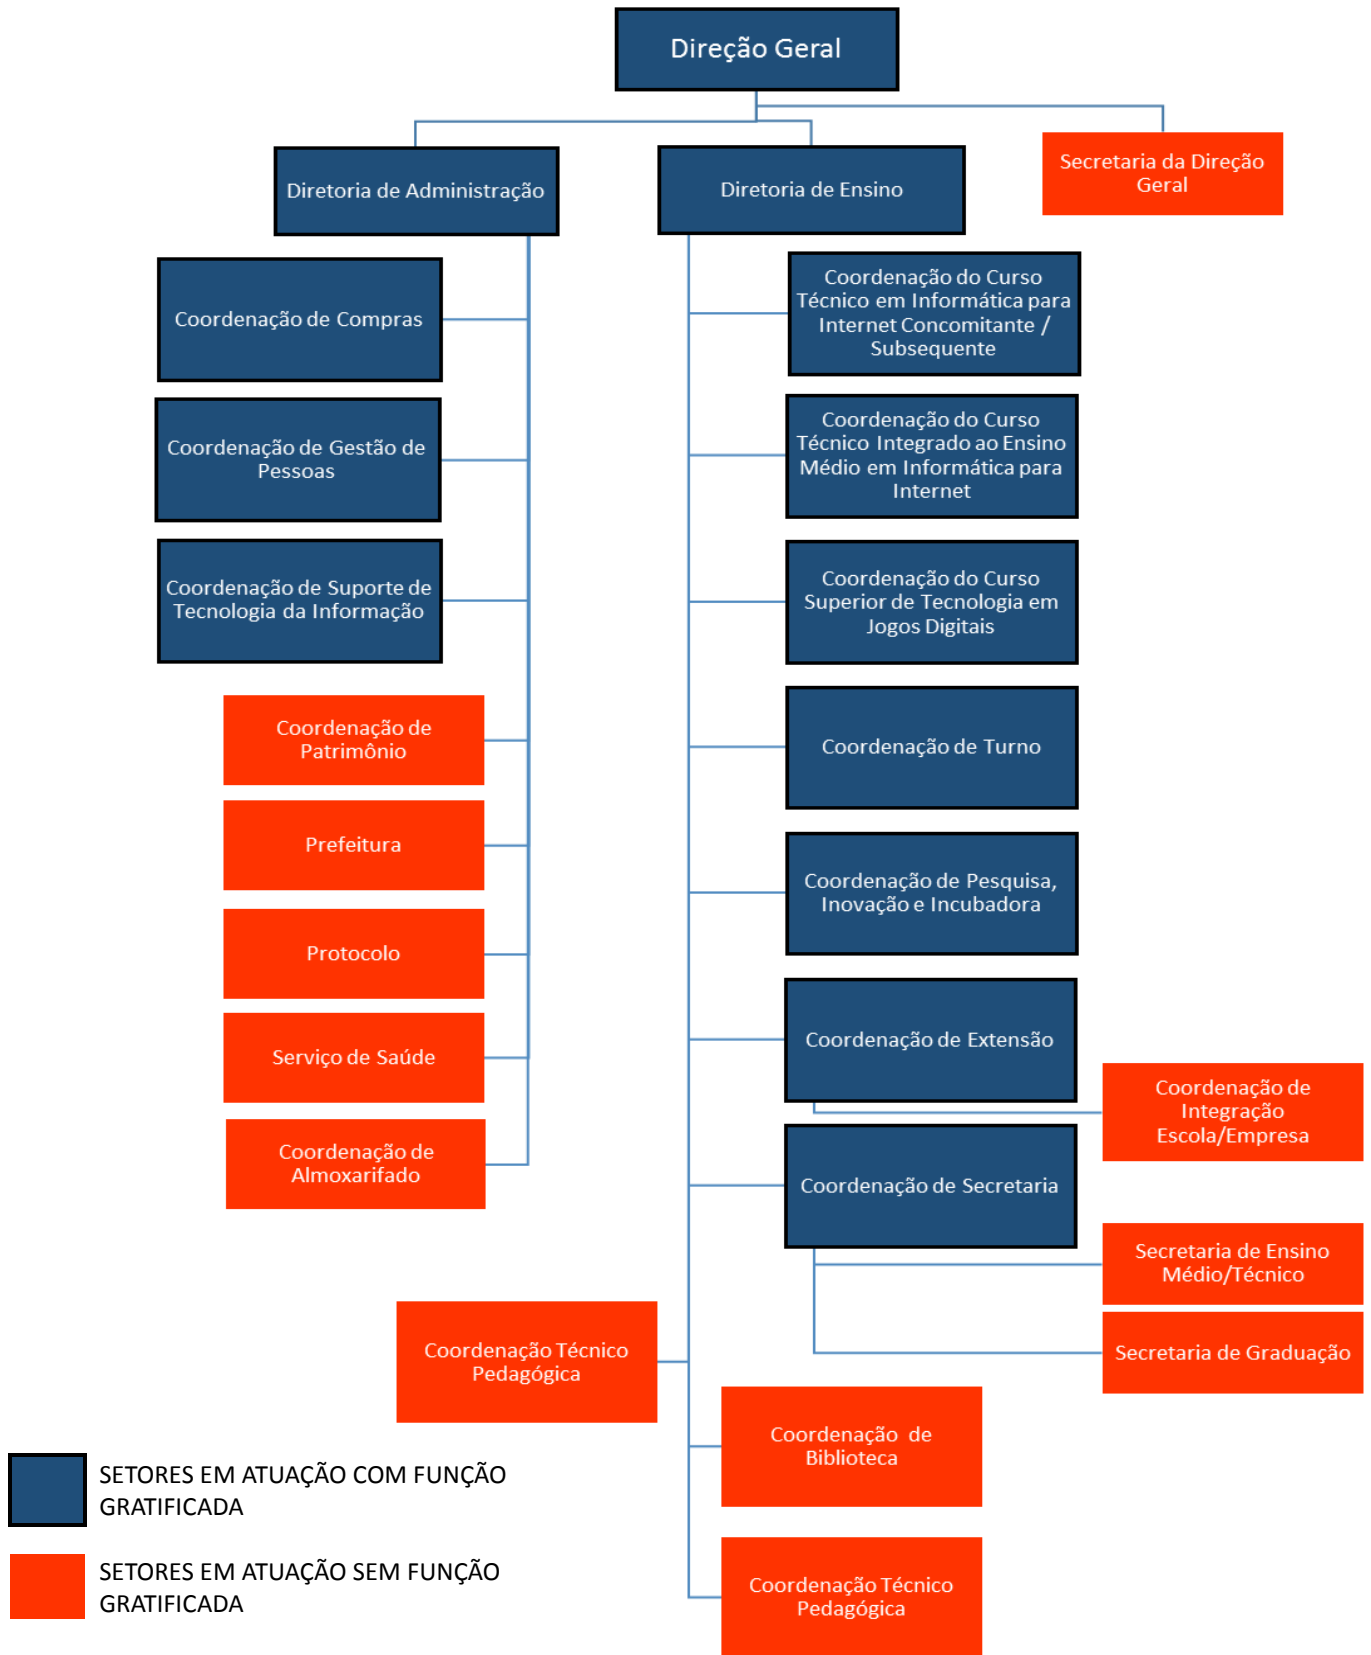 Direção Geral
Secretaria da Direção
Geral
Diretoria de Administração
Diretoria de Ensino
Coordenação de Compras
Coordenação de Gestão de
Pessoas
Coordenação de Suporte de
Tecnologia da Informação
Coordenação de
Patrimônio
Prefeitura
Protocolo
Serviço de Saúde
Coordenação de
Almoxarifado
Coordenação do Curso
Técnico em Informática para
Internet Concomitante /
Subsequente
Coordenação do Curso
Técnico Integrado ao Ensino
Médio em Informática para
Internet
Coordenação do Curso
Superior de Tecnologia em
Jogos Digitais
Coordenação de Turno
Coordenação de Pesquisa,
Inovação e Incubadora
Coordenação de Extensão
Coordenação de
Integração
Escola/Empresa
Coordenação de Secretaria
Secretaria de Ensino
Médio/Técnico
Secretaria de Graduação
Coordenação Técnico
Pedagógica
Coordenação de
Biblioteca
Coordenação Técnico
Pedagógica
SETORES EM ATUAÇÃO COM FUNÇÃO
GRATIFICADA
SETORES EM ATUAÇÃO SEM FUNÇÃO
GRATIFICADA